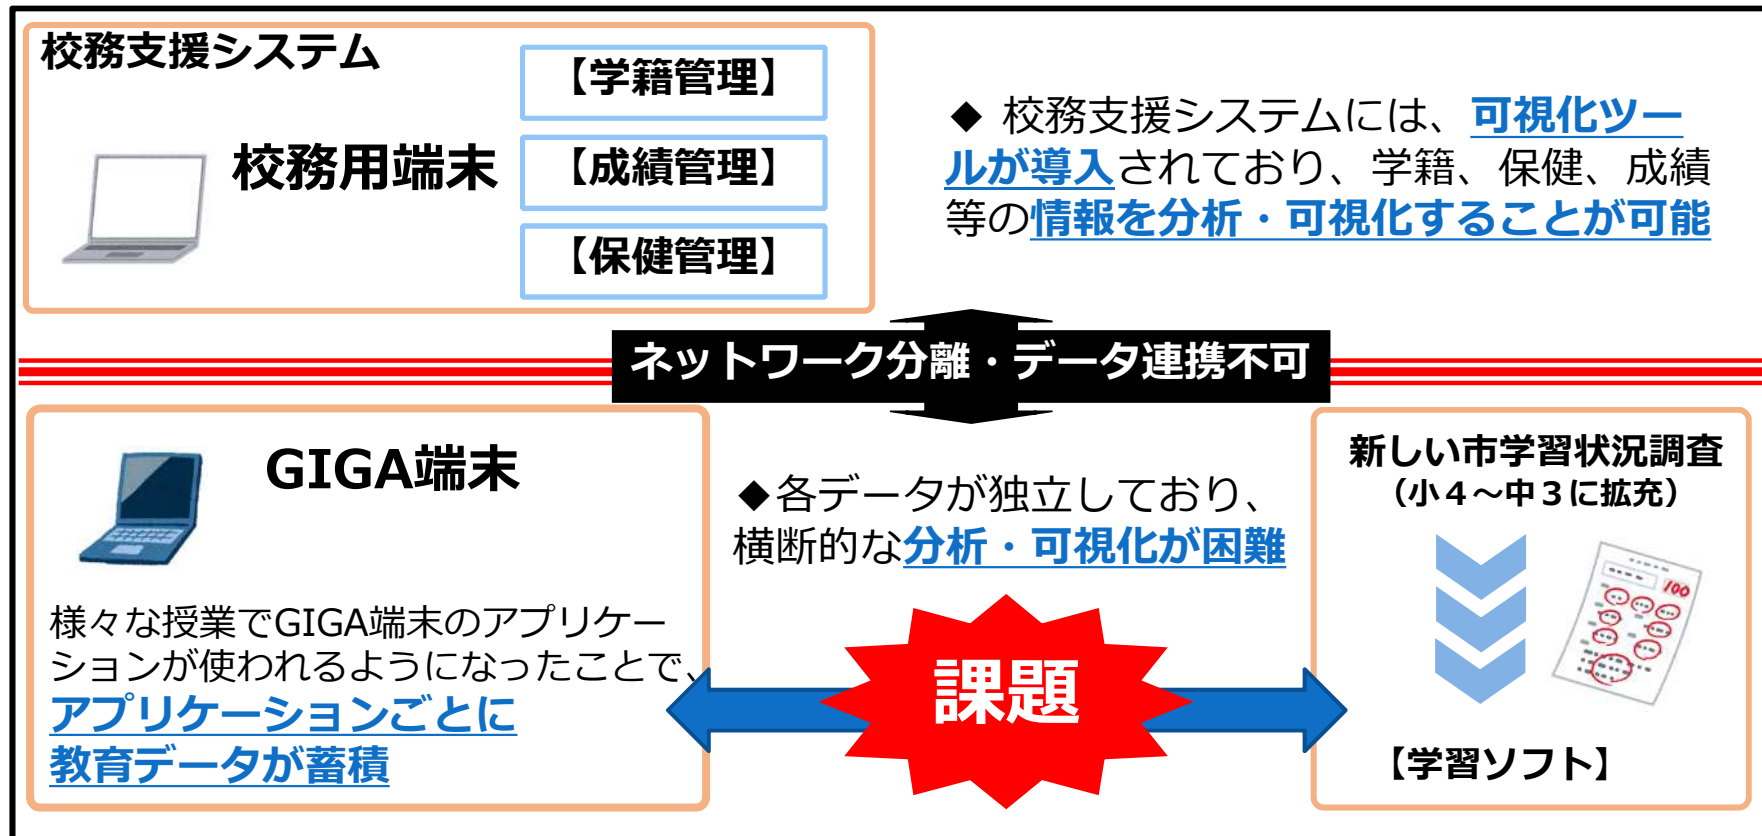 校務支援システム
校務用端末
【学籍管理】
【成績管理】
【保健管理】
◆ 校務支援システムには、可視化ツー
ルが導入されており、学籍、保健、成績
等の情報を分析・可視化することが可能
ネットワーク分離・データ連携不可
GIGA端末
様々な授業でGIGA端末のアプリケー
ションが使われるようになったことで、
アプリケーションごとに
教育データが蓄積
◆各データが独立しており、
横断的な分析・可視化が困難
課題
新しい市学習状況調査
（小４～中３に拡充）
100
【学習ソフト】